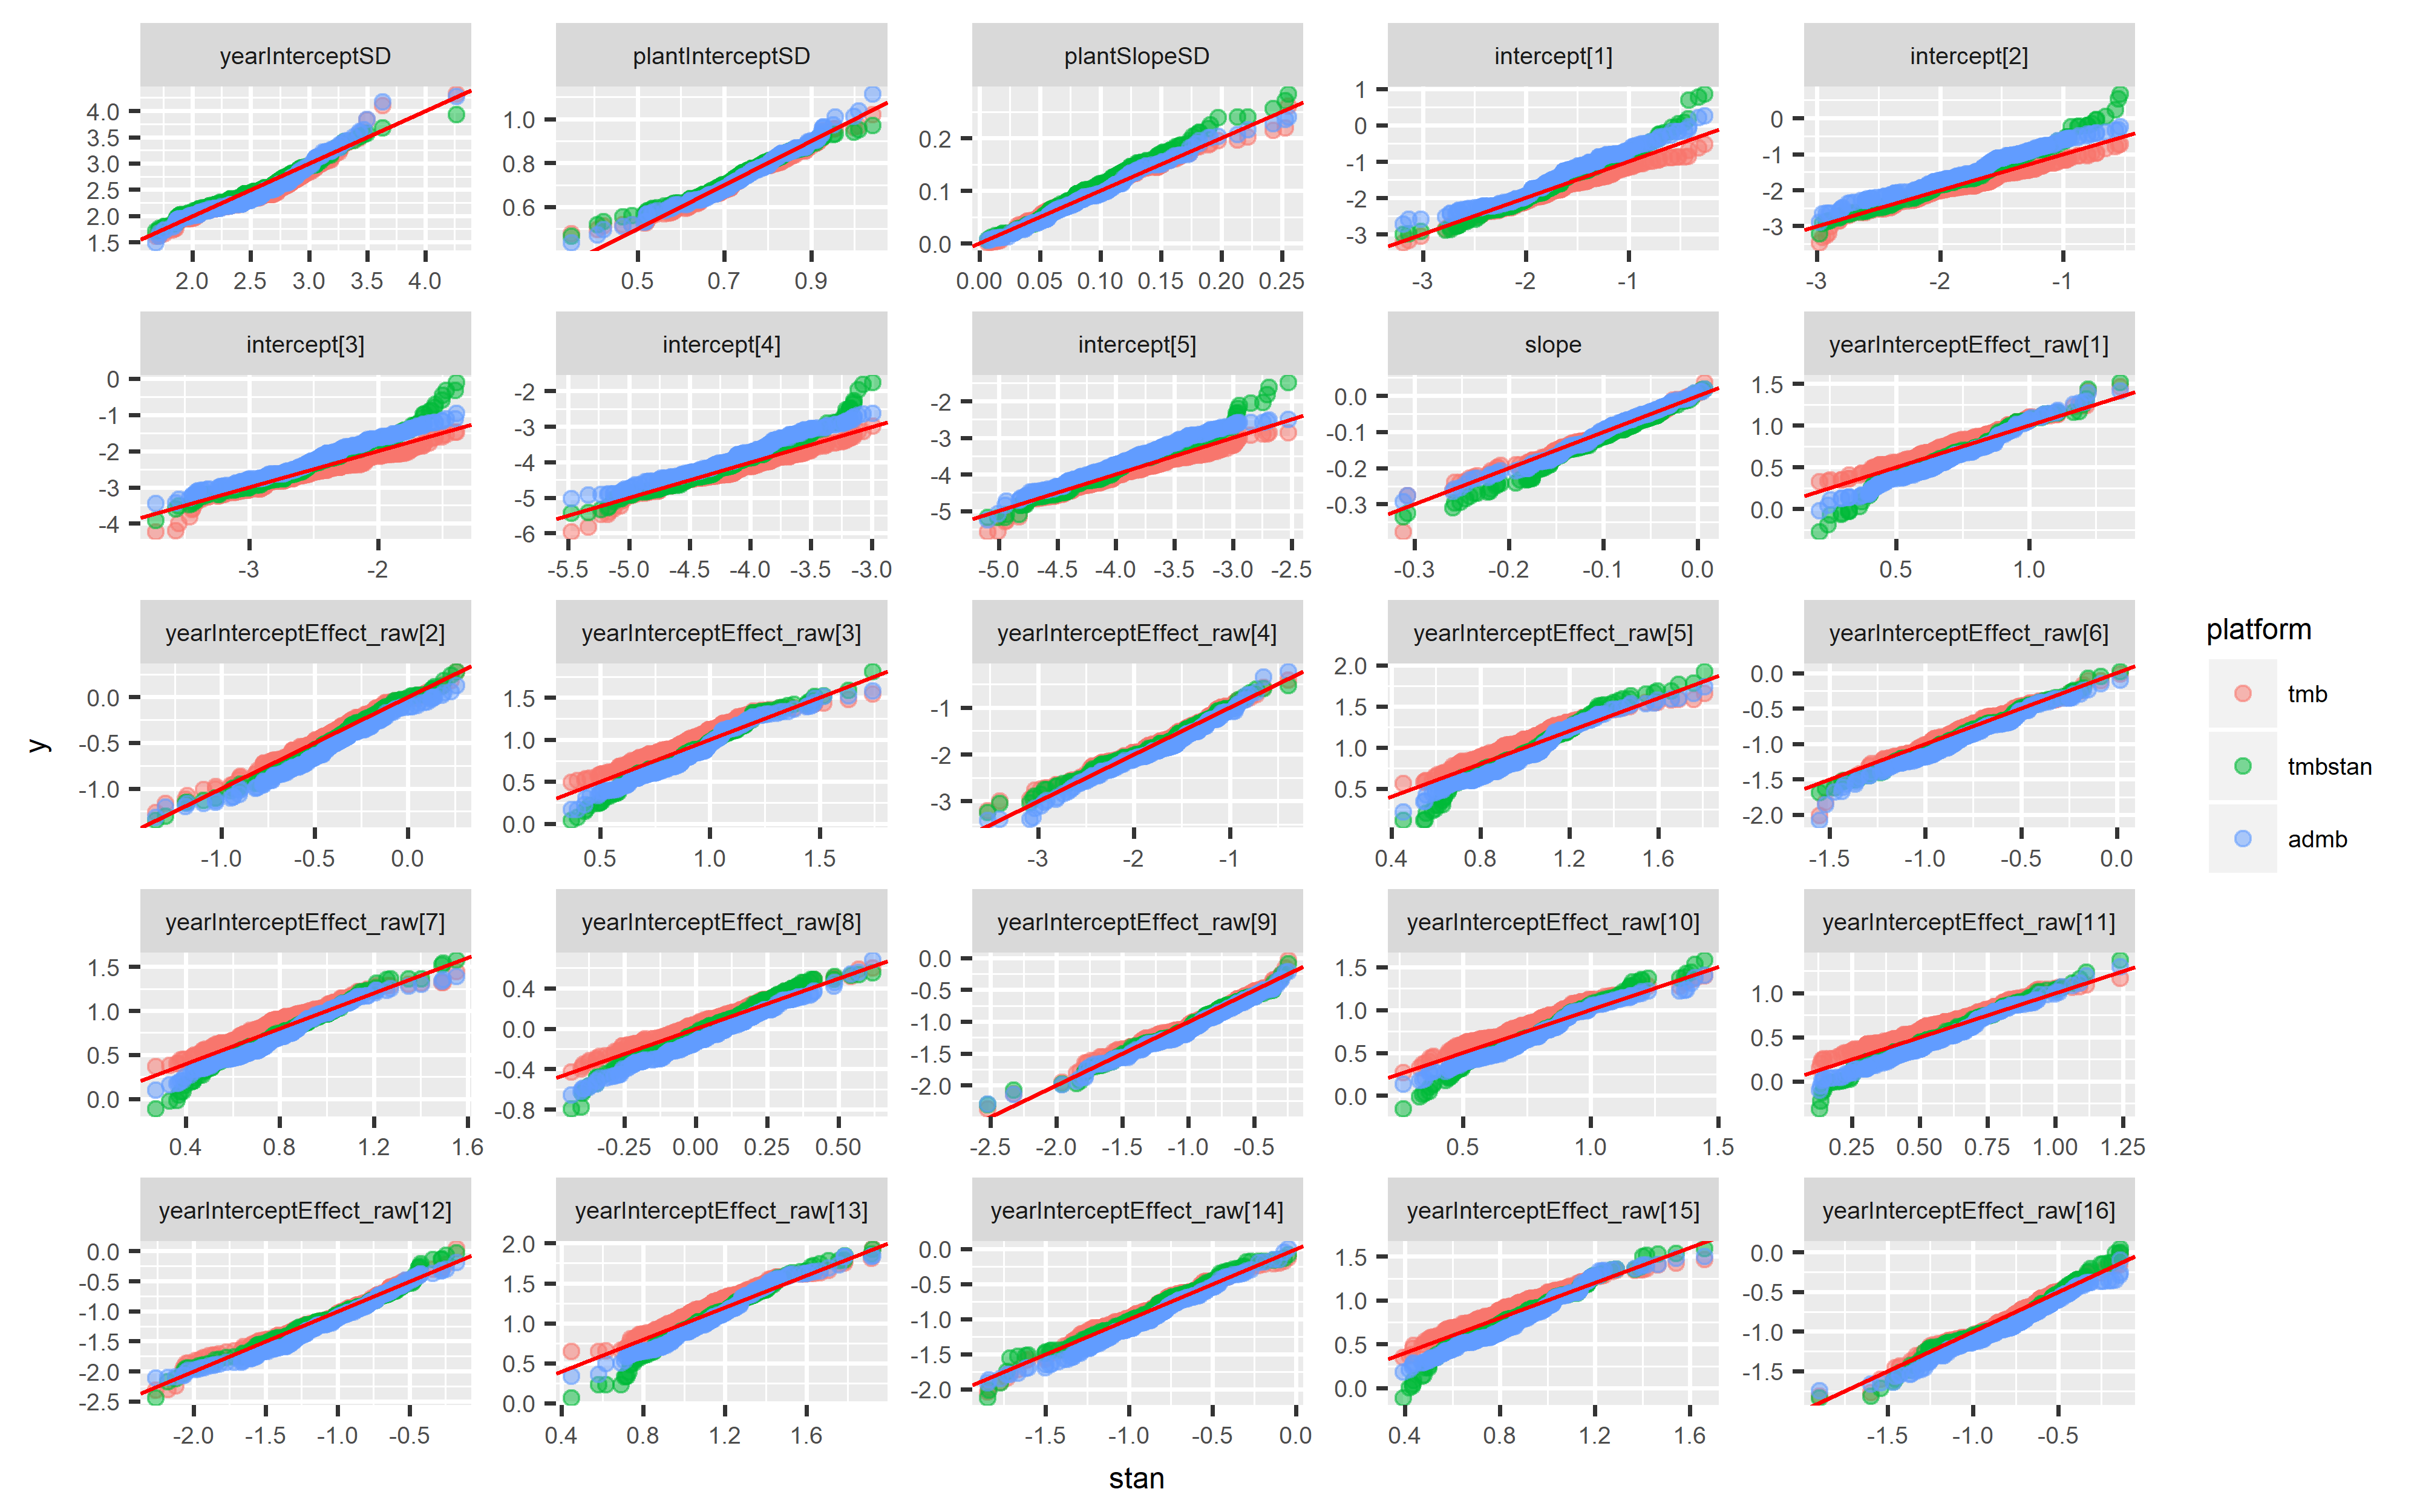 yearInterceptSD plantInterceptSD plantSlopeSD intercept[1] intercept[2]
4.0 3.5 3.0 2.5 2.0 1.5
2.0 2.5 3.0 3.5 4.0
1.0 0.8 0.6
0.5 0.7 0.9
0.2 0.1 0.0
0.00 0.05 0.10 0.15 0.20 0.25
1 0 -1 -2 -3
-3 -2 -1
0 -1 -2 -3
-3 -2 -1
intercept[3] intercept[4] intercept[5] slope yearInterceptEffect_raw[1]
0 -1 -2 -3 -4
-3 -2
-2 -3 -4 -5 -6
-5.5 -5.0 -4.5 -4.0 -3.5 -3.0
-2 -3 -4 -5
-5.0 -4.5 -4.0 -3.5 -3.0 -2.5
0.0 -0.1 -0.2 -0.3
-0.3 -0.2 -0.1 0.0
1.5 1.0 0.5 0.0
0.5 1.0
yearInterceptEffect_raw[2] yearInterceptEffect_raw[3] yearInterceptEffect_raw[4] yearInterceptEffect_raw[5] yearInterceptEffect_raw[6]
0.0 -0.5 -1.0
-1.0 -0.5 0.0
1.5 1.0 0.5 0.0
0.5 1.0 1.5
-1 -2 -3
-3 -2 -1
2.0 1.5 1.0 0.5
0.4 0.8 1.2 1.6
0.0 -0.5 -1.0 -1.5 -2.0
-1.5 -1.0 -0.5 0.0
yearInterceptEffect_raw[7] yearInterceptEffect_raw[8] yearInterceptEffect_raw[9] yearInterceptEffect_raw[10] yearInterceptEffect_raw[11]
1.5 1.0 0.5 0.0
0.4 0.8 1.2 1.6
0.4 0.0 -0.4 -0.8
-0.25 0.00 0.25 0.50
0.0 -0.5 -1.0 -1.5 -2.0
-2.5 -2.0 -1.5 -1.0 -0.5
1.5 1.0 0.5 0.0
0.5 1.0 1.5
1.0 0.5 0.0
0.25 0.50 0.75 1.00 1.25
yearInterceptEffect_raw[12] yearInterceptEffect_raw[13] yearInterceptEffect_raw[14] yearInterceptEffect_raw[15] yearInterceptEffect_raw[16]
0.0 -0.5 -1.0 -1.5 -2.0 -2.5
-2.0 -1.5 -1.0 -0.5
2.0 1.5 1.0 0.5 0.0
0.4 0.8 1.2 1.6
0.0 -0.5 -1.0 -1.5 -2.0
-1.5 -1.0 -0.5 0.0
1.5 1.0 0.5 0.0
0.4 0.8 1.2 1.6
0.0 -0.5 -1.0 -1.5
-1.5 -1.0 -0.5
y
stan
platform
tmb
tmbstan
admb